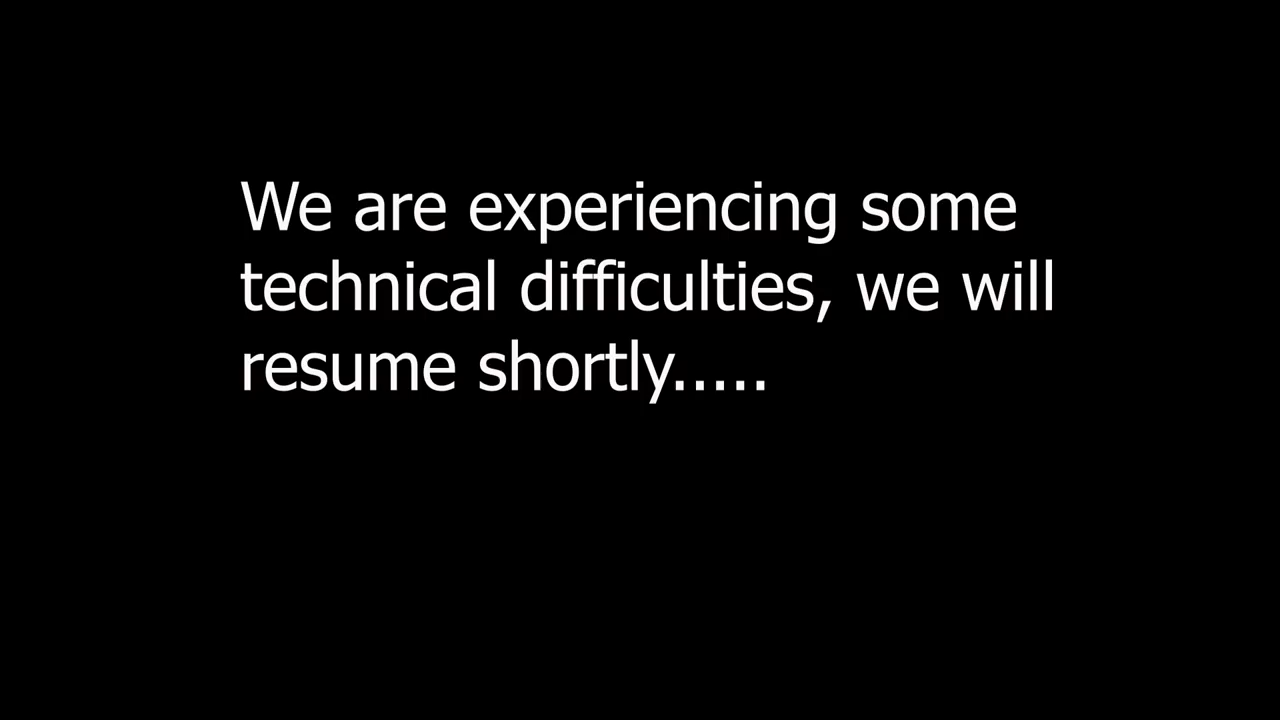 We are experiencing some
technical difficulties, we will
resume shortly.....